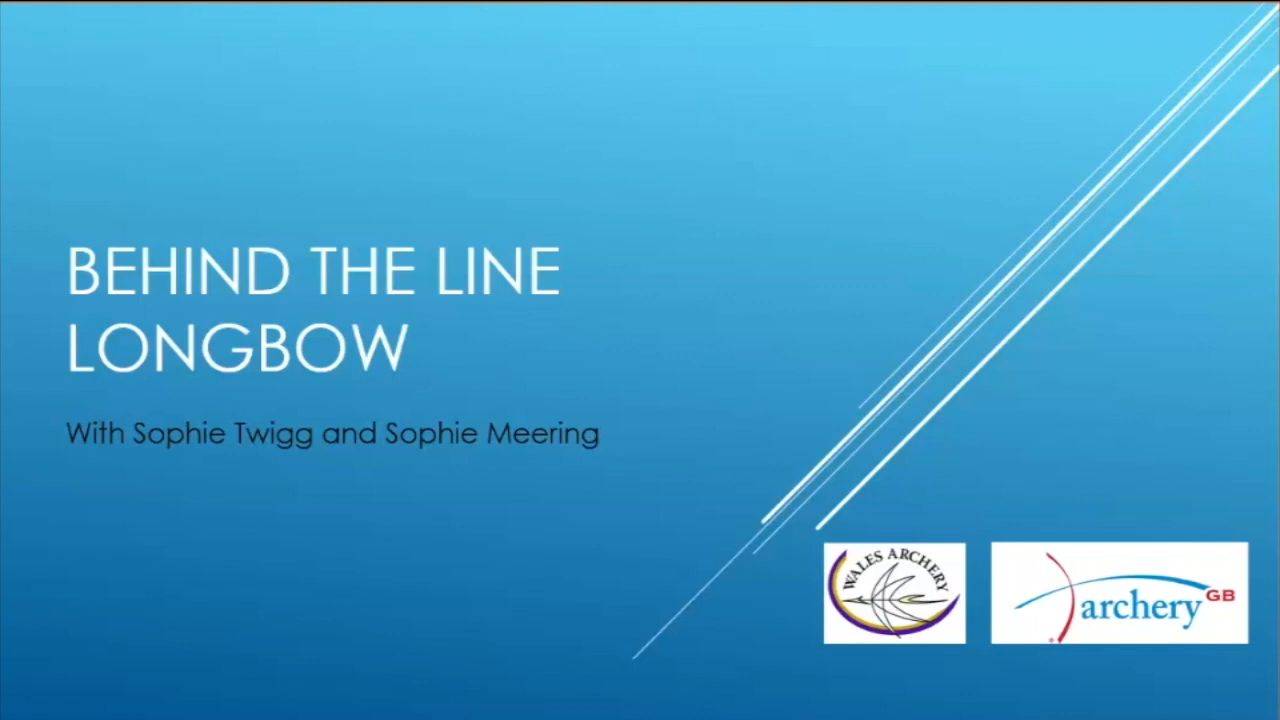 BEHIND THE LINE
LONGBOW
With Sophie Twigg and Sophie Meering
WALES ARCHERY
archery GB